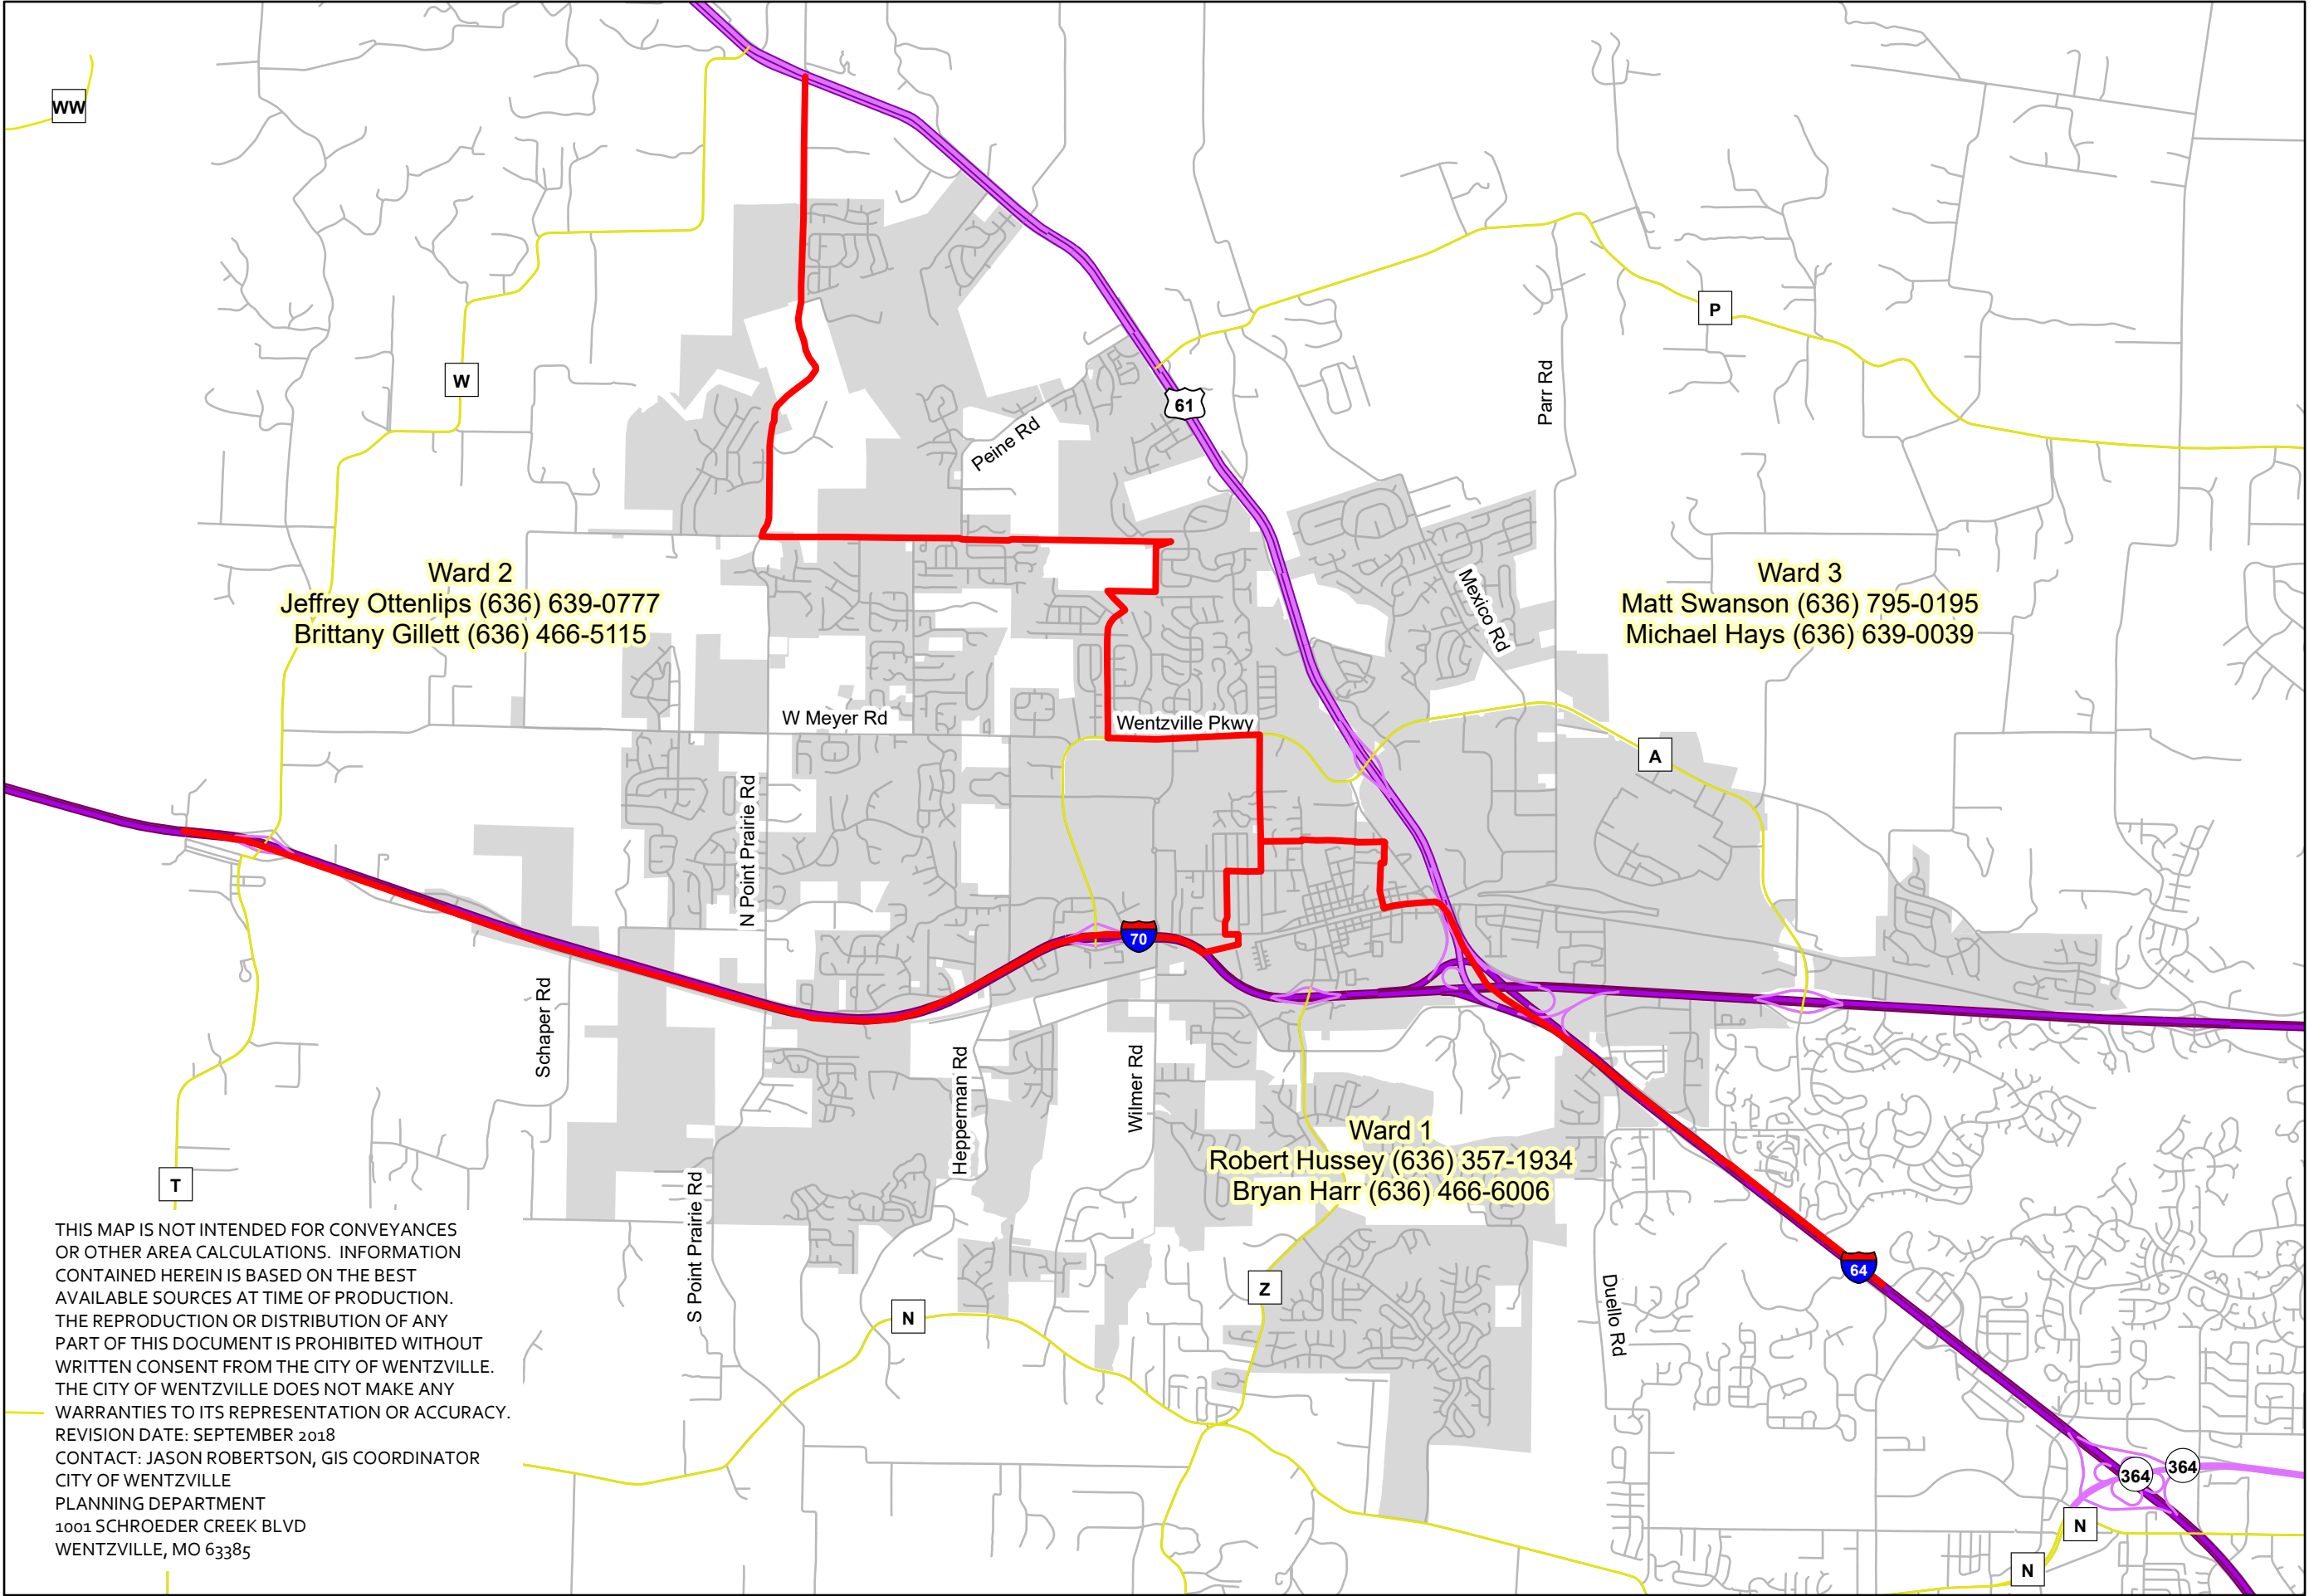 WW
W
P
61
Parr Rd
Peine Rd
Mexico Rd
Ward 2
Jeffrey Ottenlips (636) 639-0777
Brittany Gillett (636) 466-5115
Ward 3
Matt Swanson (636) 795-0195
Michael Hays (636) 639-0039
W Meyer Rd
Wentzville Pkwy
A
N Point Prairie Rd
70
Schaper Rd
Hepperman Rd
Wilmer Rd
Ward 1
Robert Hussey (636) 357-1934
Bryan Harr (636) 466-6006
T
S Point Prairie Rd
N
Z
Duello Rd
64
364
364
N
N
THIS MAP IS NOT INTENDED FOR CONVEYANCES
OR OTHER AREA CALCULATIONS. INFORMATION
CONTAINED HEREIN IS BASED ON THE BEST
AVAILABLE SOURCES AT TIME OF PRODUCTION.
THE REPRODUCTION OR DISTRIBUTION OF ANY
PART OF THIS DOCUMENT IS PROHIBITED WITHOUT
WRITTEN CONSENT FROM THE CITY OF WENTZVILLE.
THE CITY OF WENTZVILLE DOES NOT MAKE ANY
WARRANTIES TO ITS REPRESENTATION OR ACCURACY.
REVISION DATE: SEPTEMBER 2018
CONTACT: JASON ROBERTSON, GIS COORDINATOR
CITY OF WENTZVILLE
PLANNING DEPARTMENT
1001 SCHROEDER CREEK BLVD
WENTZVILLE, MO 63385